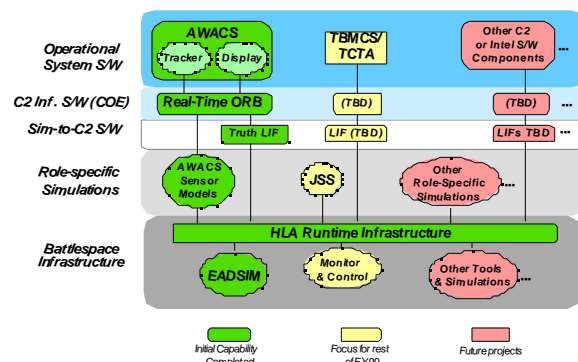 Operational
System S/W
AWACS
Tracker
Display
TBMCS/
TCTA
Other C2
or Intel S/W
Components
...
C2 Inf. S/W (COE)
Real-Time ORB
(TBD)
(TBD)
...
Sim-to-C2 S/W
Truth LIF
LIF (TBD)
LIFs TBD
...
Role-specific
Simulations
AWACS
Sensor
Models
JSS
Other
Role-Specific
Simulations
...
Battlespace
Infrastructure
HLA Runtime Infrastructure
EADSIM
Monitor
& Control
Other Tools
& Simulations
...
Initial Capability
Completed
Focus for rest
of FY99
Future projects